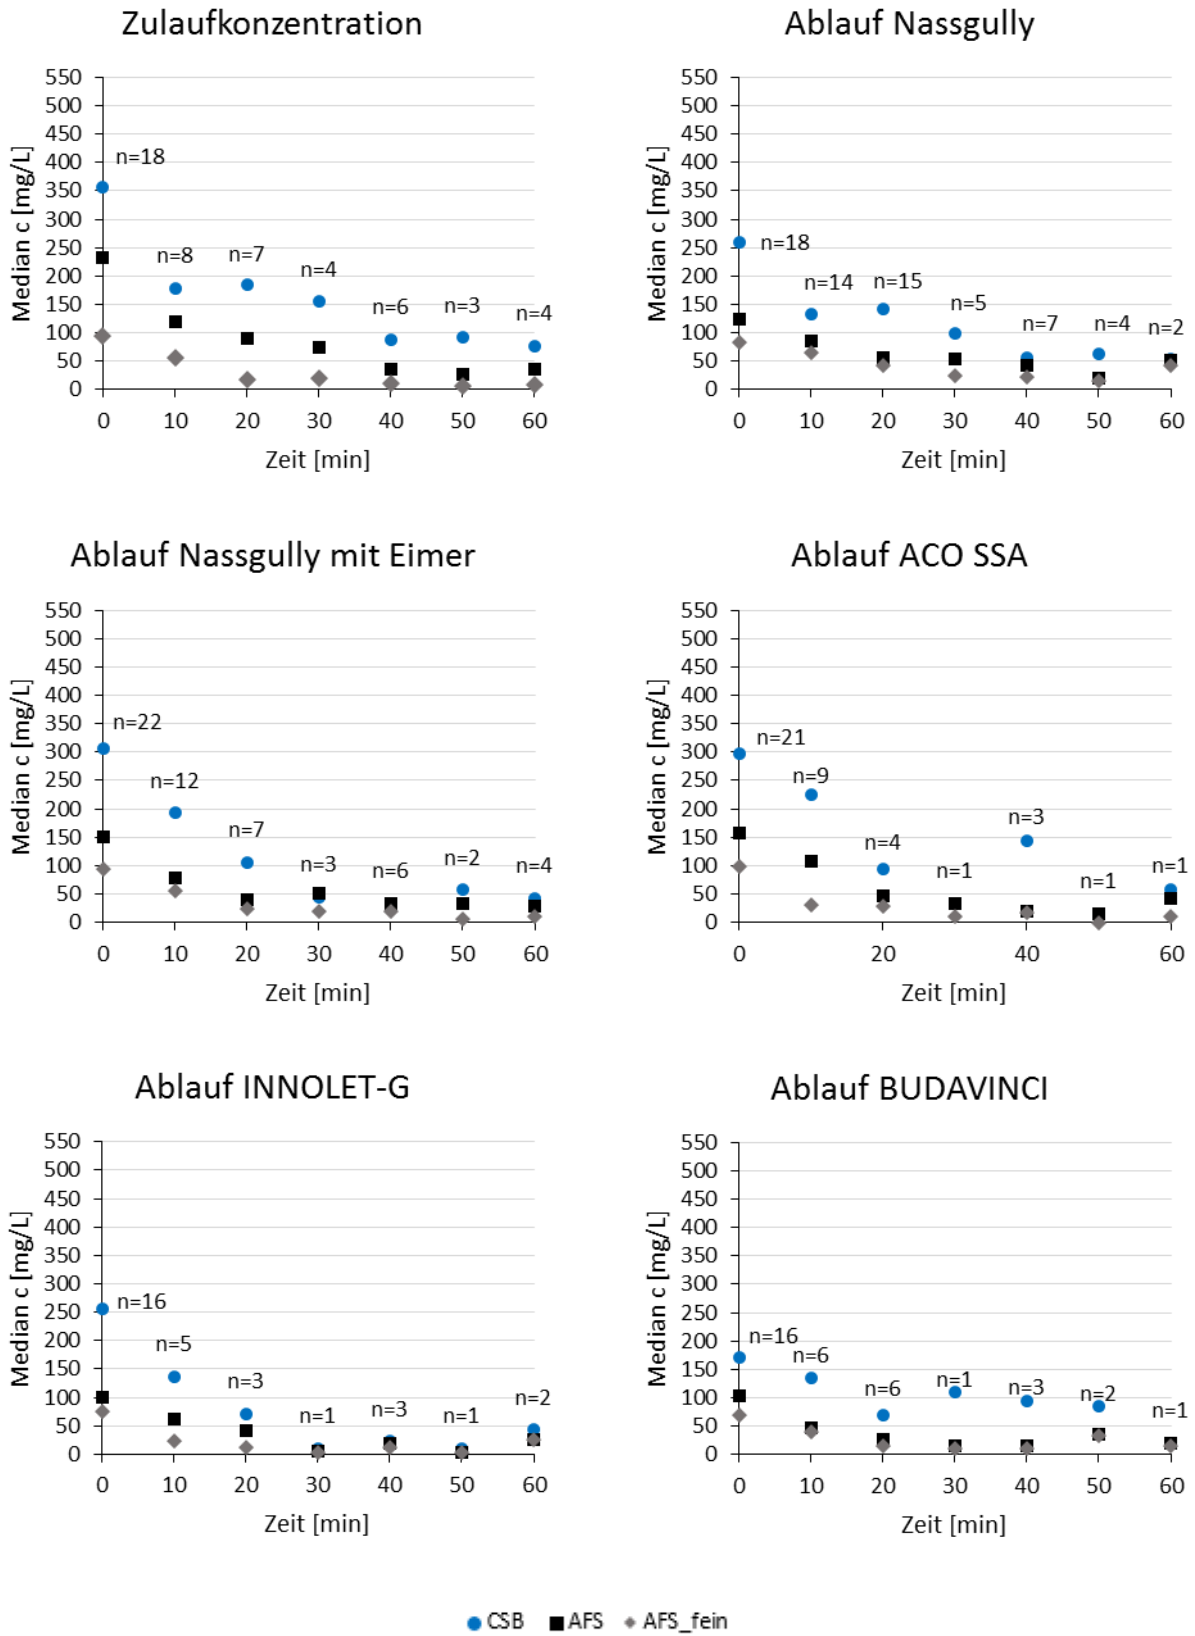 Zulaufkonzentration
550
500
450
400
350
300
250
200
150
100
50
0
Median c [mg/L]
n=18
n=8
n=7
n=4
n=6
n=3
n=4
0 10 20 30 40 50 60
Zeit [min]
Ablauf Nassgully
550
500
450
400
350
300
250
200
150
100
50
0
Median c [mg/L]
n=18
n=14
n=15
n=5
n=7
n=4
n=2
0 10 20 30 40 50 60
Zeit [min]
Ablauf Nassgully mit Eimer
550
500
450
400
350
300
250
200
150
100
50
0
Median c [mg/L]
n=22
n=12
n=7
n=3
n=6
n=2
n=4
0 10 20 30 40 50 60
Zeit [min]
Ablauf ACO SSA
550
500
450
400
350
300
250
200
150
100
50
0
Median c [mg/L]
n=21
n=9
n=4
n=1
n=3
n=1
n=1
0 20 40 60
Zeit [min]
Ablauf INNOLET-G
550
500
450
400
350
300
250
200
150
100
50
0
Median c [mg/L]
n=16
n=5
n=3
n=1
n=3
n=1
n=2
0 10 20 30 40 50 60
Zeit [min]
Ablauf BUDAVINCI
550
500
450
400
350
300
250
200
150
100
50
0
Median c [mg/L]
n=16
n=6
n=6
n=1
n=3
n=2
n=1
0 10 20 30 40 50 60
Zeit [min]
CSB AFS AFS_fein